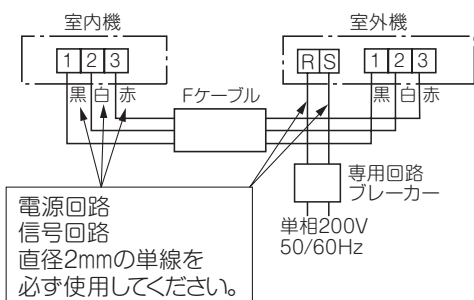 室内機
室外機
1 2 3
R S
1 2 3
黒 白 赤
Fケーブル
黒 白 赤
専用回路
ブレーカー
単相200V
50/60Hz
電源回路
信号回路
直径2mmの単線を
必ず使用してください。